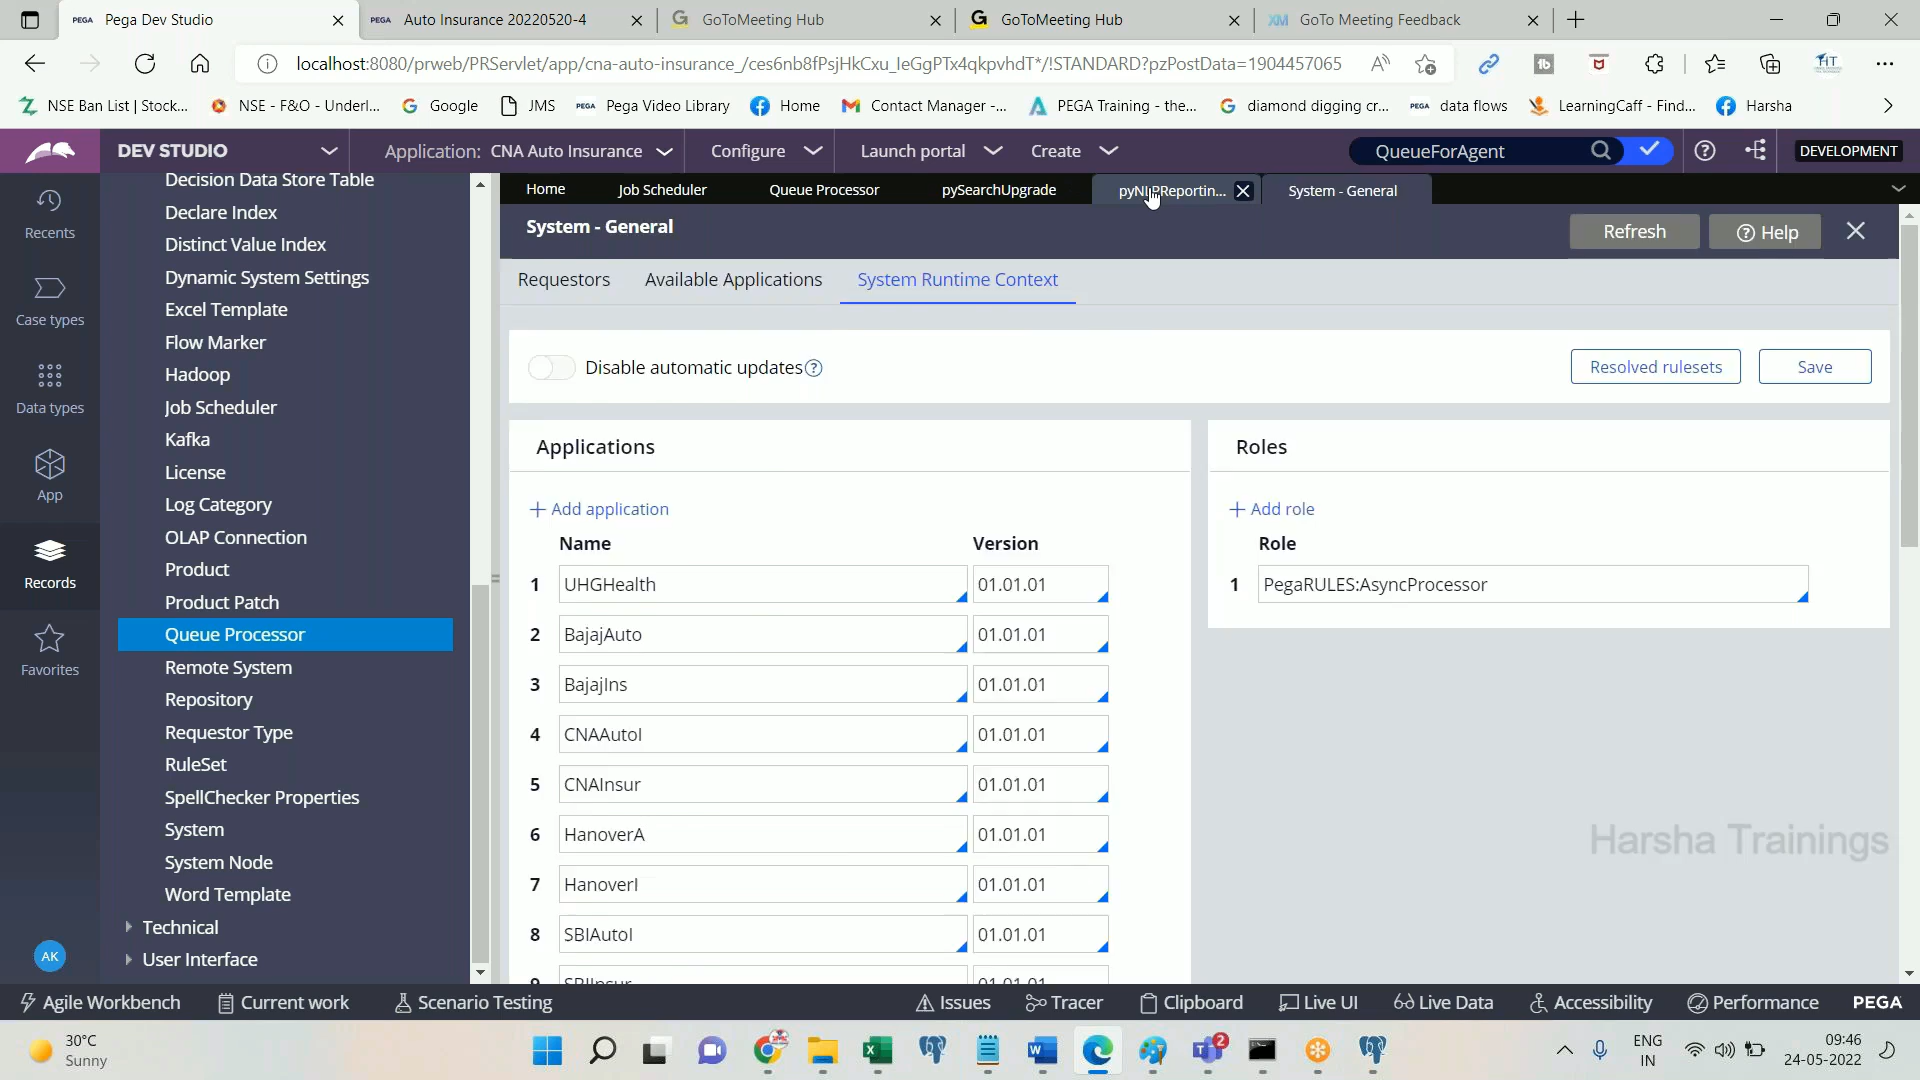 Pega Dev Studio
Auto Insurance 20220520-4
GoToMeeting Hub
GoToMeeting Hub
GoTo Meeting Feedback
localhost:8080/prweb/PRServlet/app/cna-auto-insurance_/ces6nb8fPsjHkCxu_IeGgPTx4qkpvhdT*/!STANDARD?pzPostData=1904457065
NSE Ban List | Stock...
NSE - F&O - Underl...
Google
JMS
Pega Video Library
Home
Contact Manager -...
PEGA Training - the...
diamond digging cr...
data flows
LearningCaff - Find...
Harsha
DEV STUDIO
Application: CNA Auto Insurance
Configure
Launch portal
Create
QueueForAgent
DEVELOPMENT
Recents
Case types
Data types
App
Records
Favorites
AK
Decision Data Store Table
Declare Index
Distinct Value Index
Dynamic System Settings
Excel Template
Flow Marker
Hadoop
Job Scheduler
Kafka
License
Log Category
OLAP Connection
Product
Product Patch
Queue Processor
Remote System
Repository
Requestor Type
RuleSet
SpellChecker Properties
System
System Node
Word Template
Technical
User Interface
Home
Job Scheduler
Queue Processor
pySearchUpgrade
pyNLPReportin...
System - General
System - General
Refresh
Help
Requestors
Available Applications
System Runtime Context
Disable automatic updates
Resolved rulesets
Save
Applications
Add application
Name Version
1 UHGHealth 01.01.01
2 BajajAuto 01.01.01
3 BajajIns 01.01.01
4 CNAAutoI 01.01.01
5 CNAInsur 01.01.01
6 HanoverA 01.01.01
7 HanoverI 01.01.01
8 SBIAutoI 01.01.01
9 SBIInsur 01.01.01
Roles
Add role
Role
1 PegaRULES:AsyncProcessor
Harsha Trainings
Agile Workbench
Current work
Scenario Testing
Issues
Tracer
Clipboard
Live UI
Live Data
Accessibility
Performance
PEGA
30°C
Sunny
2
ENG
IN
09:46
24-05-2022